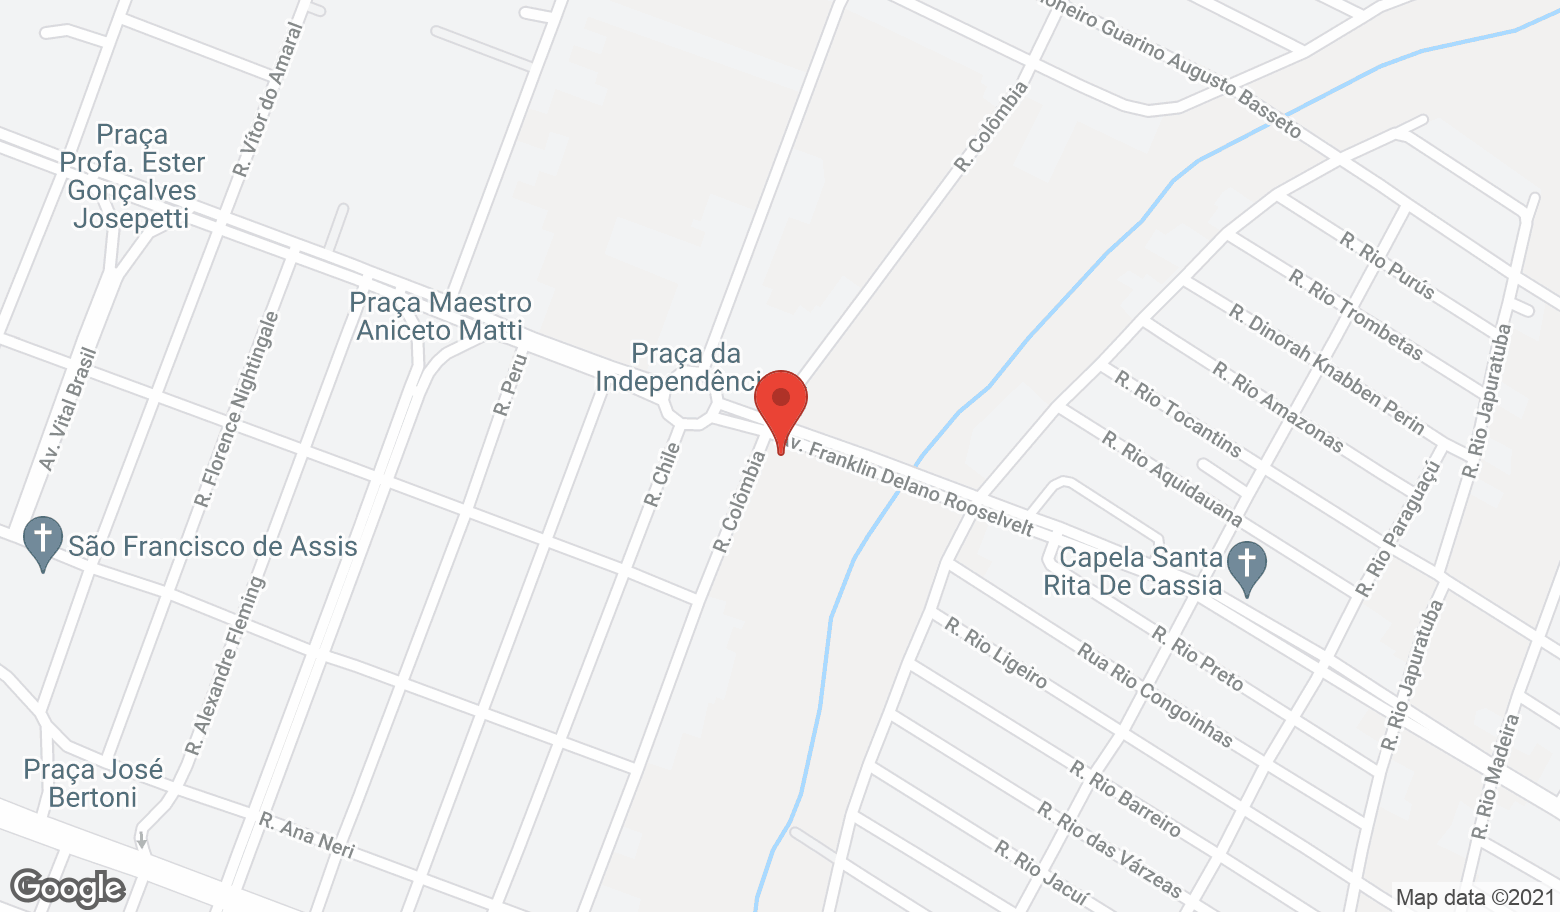 ioneiro Guarino Augusto Basseto
R. Vítor do Amaral
R. Colômbia
Praça
Profa. Ester
Gonçalves
Josepetti
R. Rio Purús
R. Rio Trombetas
Praça Maestro
Aniceto Matti
R. Dinorah Knabben Perin
R. Rio Japuratuba
Praça da
Independênci
R. Florence Nightingale
Av. Vital Brasil
R. Peru
R. Rio Amazonas
R. Rio Tocantins
R. Chile
R. Colômbia
Av. Franklin Delano Rooselvelt
R. Rio Aquidauana
R. Rio Paraguaçú
São Francisco de Assis
Capela Santa
Rita De Cassia
R. Alexandre Fleming
R. Rio Ligeiro
Rua Rio Congoinhas
R. Rio Preto
R. Rio Japuratuba
R. Rio Madeira
Praça José
Bertoni
R. Ana Neri
R. Rio Barreiro
R. Rio das Várzeas
R. Rio Jacuí
Google
Map data ©2021